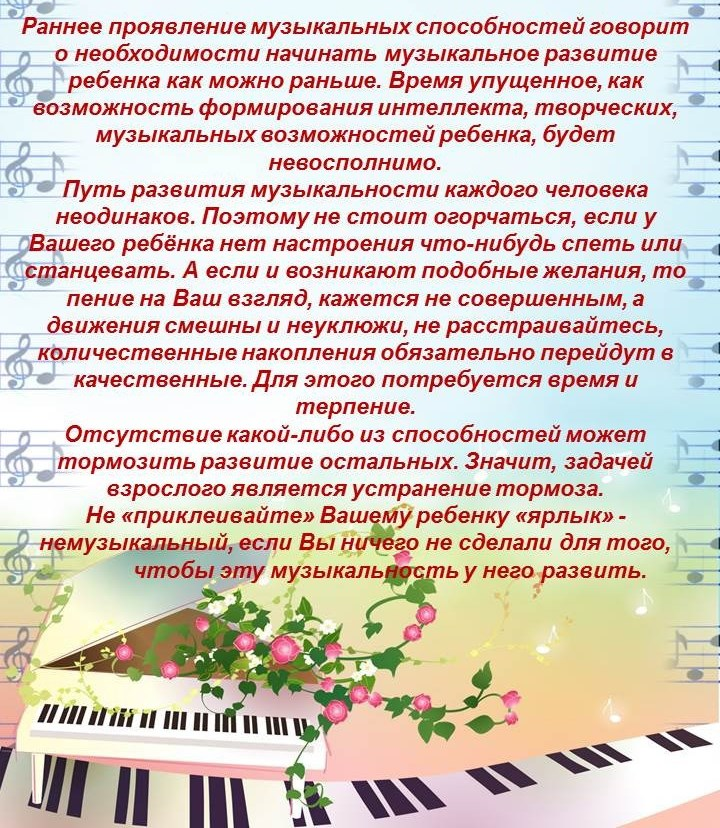 Раннее проявление музыкальных способностей говорит
о необходимости начинать музыкальное развитие
ребенка как можно раньше. Время упущенное, как
возможность формирования интеллекта, творческих,
музыкальных возможностей ребенка, будет
невосполнимо.
Путь развития музыкальности каждого человека
неодинаков. Поэтому не стоит огорчаться, если у
Вашего ребёнка нет настроения что-нибудь спеть или
станцевать. А если и возникают подобные желания, то
пение на Ваш взгляд, кажется не совершенным, а
движения смешны и неуклюжи, не расстраивайтесь,
количественные накопления обязательно перейдут в
качественные. Для этого потребуется время и
терпение.
Отсутствие какой-либо из способностей может
тормозить развитие остальных. Значит, задачей
взрослого является устранение тормоза.
Не «приклеивайте» Вашему ребенку «ярлык» -
немузыкальный, если Вы ничего не сделали для того,
чтобы эту музыкальность у него развить.